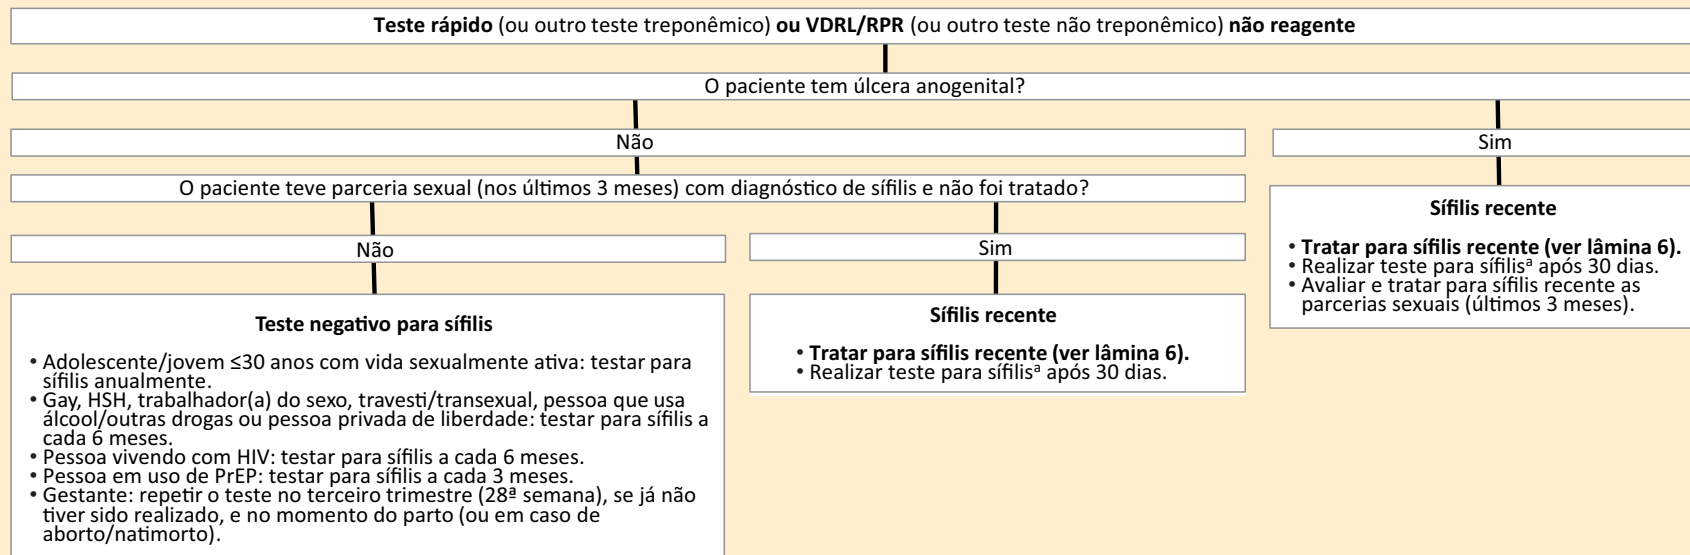 Teste rápido (ou outro teste treponêmico) ou VDRL/RPR (ou outro teste não treponêmico) não reagente
O paciente tem úlcera anogenital?
Não
Sim
O paciente teve parceria sexual (nos últimos 3 meses) com diagnóstico de sífilis e não foi tratado?
Não
Sim
Sífilis recente
• Tratar para sífilis recente (ver lâmina 6).
• Realizar teste para sífilisª após 30 dias.
• Avaliar e tratar para sífilis recente as
parcerias sexuais (últimos 3 meses).
Teste negativo para sífilis
• Adolescente/jovem ≤30 anos com vida sexualmente ativa: testar para
sífilis anualmente.
• Gay, HSH, trabalhador(a) do sexo, travesti/transexual, pessoa que usa
álcool/outras drogas ou pessoa privada de liberdade: testar para sífilis a
cada 6 meses.
• Pessoa vivendo com HIV: testar para sífilis a cada 6 meses.
• Pessoa em uso de PrEP: testar para sífilis a cada 3 meses.
• Gestante: repetir o teste no terceiro trimestre (28ª semana), se já não
tiver sido realizado, e no momento do parto (ou em caso de
aborto/natimorto).
Sífilis recente
• Tratar para sífilis recente (ver lâmina 6).
• Realizar teste para sífilisª após 30 dias.